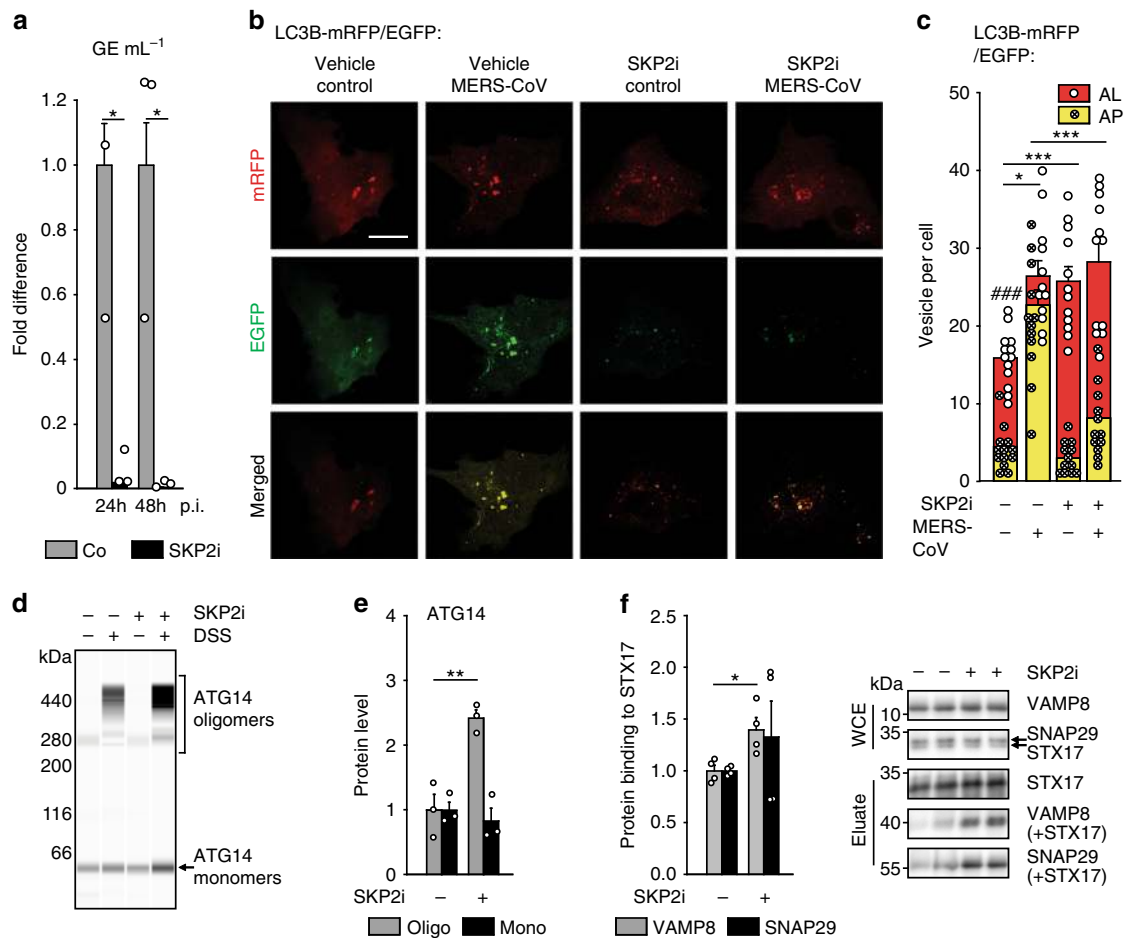 a
GE mL⁻¹
Fold difference
1.2
1.0
0.8
0.6
0.4
0.2
0
*
*
24h 48h p.i.
Co SKP2i
b
LC3B-mRFP/EGFP:
Vehicle control
Vehicle MERS-CoV
SKP2i control
SKP2i MERS-CoV
mRFP
EGFP
Merged
c
LC3B-mRFP
/EGFP:
AL
AP
Vesicle per cell
50
40
30
20
10
0
***
***
*
###
SKP2i − − + +
MERS-CoV − + − +
d
− − + + SKP2i
− + − + DSS
kDa
440
280
200
116
66
ATG14
oligomers
ATG14
monomers
e
ATG14
Protein level
4
3
2
1
0
**
SKP2i − +
Oligo Mono
f
Protein binding to STX17
2.5
2.0
1.5
1.0
0.5
0.0
*
SKP2i − +
VAMP8 SNAP29
− − + + SKP2i
kDa
WCE
10
VAMP8
35
SNAP29
STX17
Eluate
35
STX17
40
VAMP8
(+STX17)
55
SNAP29
(+STX17)